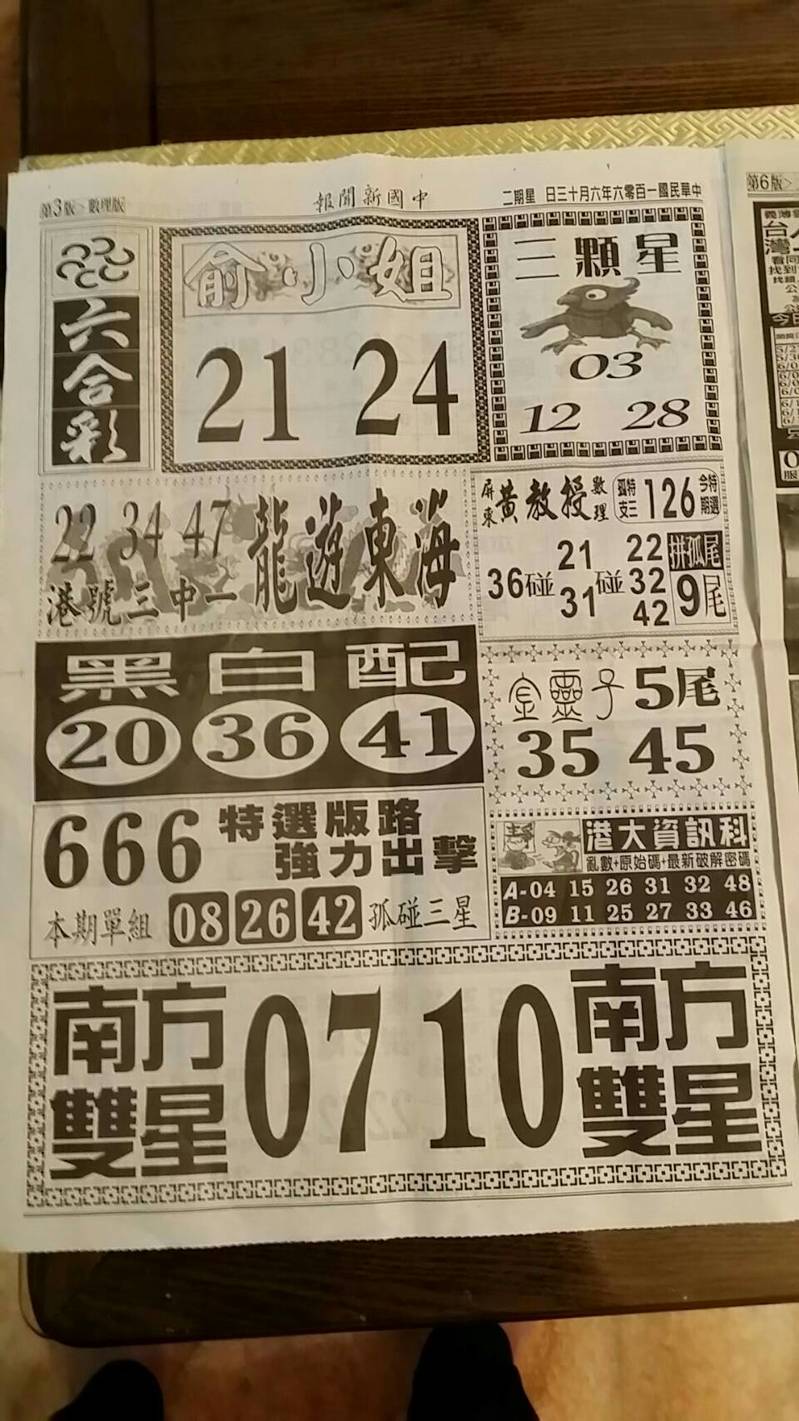 第3版>數理版
中國新聞報
中華民國一百零六年六月十三日 星期二
六合彩
俞小姐
21 24
三顆星
03
12 28
22 34 47
港號三中一
龍遊東海
屏東黃教授數理
特三孤支
126
今期特選
36碰
21
31
碰
22
32
42
拼孤尾
9尾
黑白配
20 36 41
金靈子5尾
35 45
666
特選版路
強力出擊
本期單組 08 26 42 孤碰三星
港大資訊科
亂數+原始碼+最新破解密碼
A-04 15 26 31 32 48
B-09 11 25 27 33 46
南方
雙星
07 10
南方
雙星
第6版>
台灣